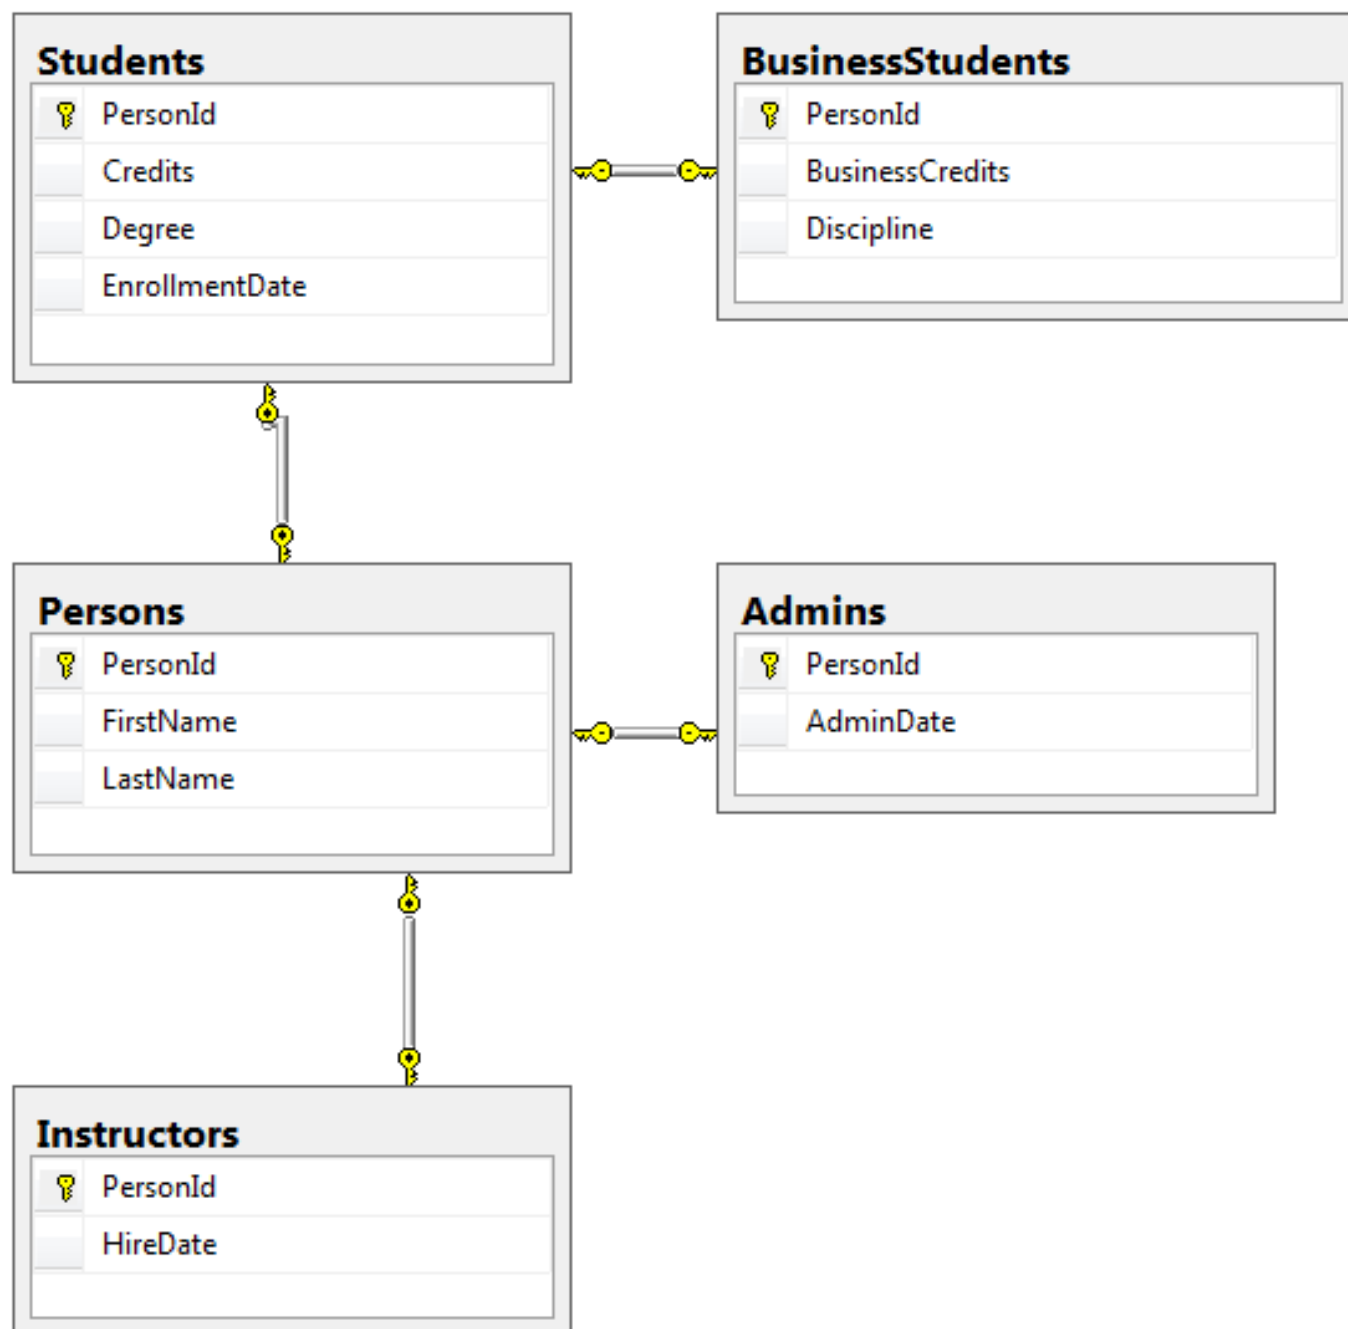 Students
PersonId
Credits
Degree
EnrollmentDate
BusinessStudents
PersonId
BusinessCredits
Discipline
Persons
PersonId
FirstName
LastName
Admins
PersonId
AdminDate
Instructors
PersonId
HireDate